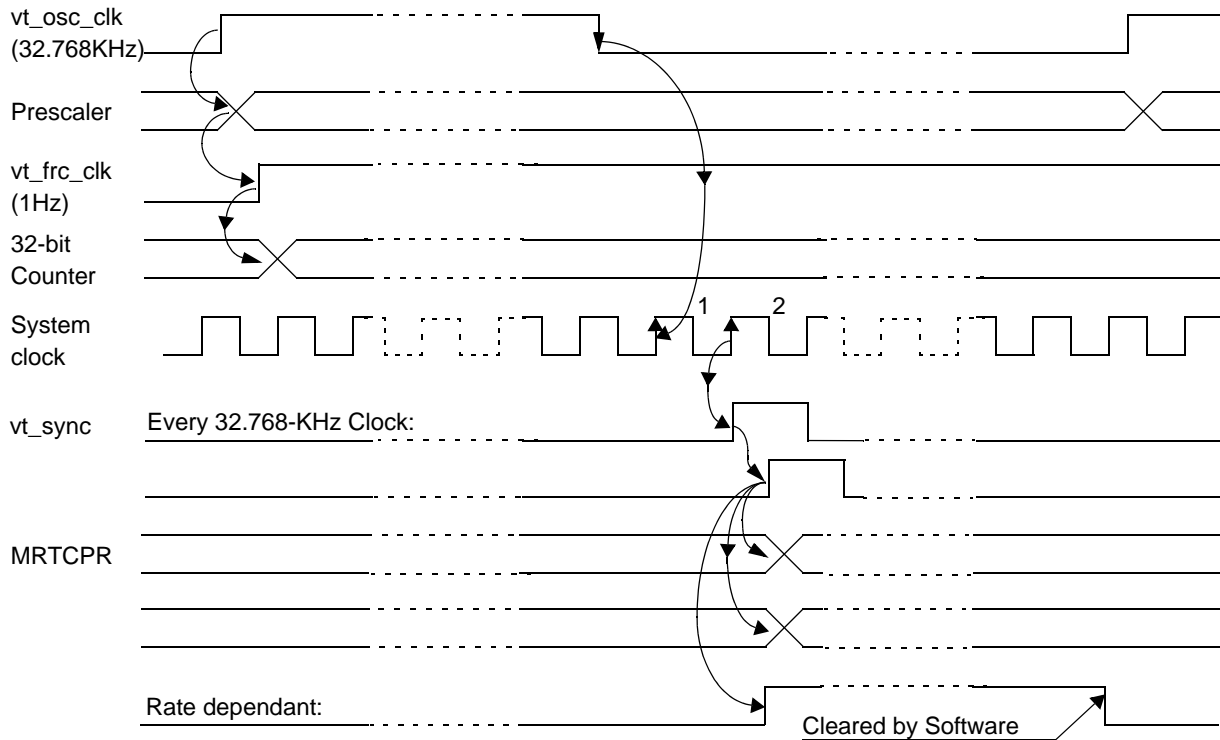 vt_osc_clk
(32.768KHz)
Prescaler
vt_frc_clk
(1Hz)
32-bit
Counter
System
clock
1
2
vt_sync
Every 32.768-KHz Clock:
MRTCPR
Rate dependant:
Cleared by Software